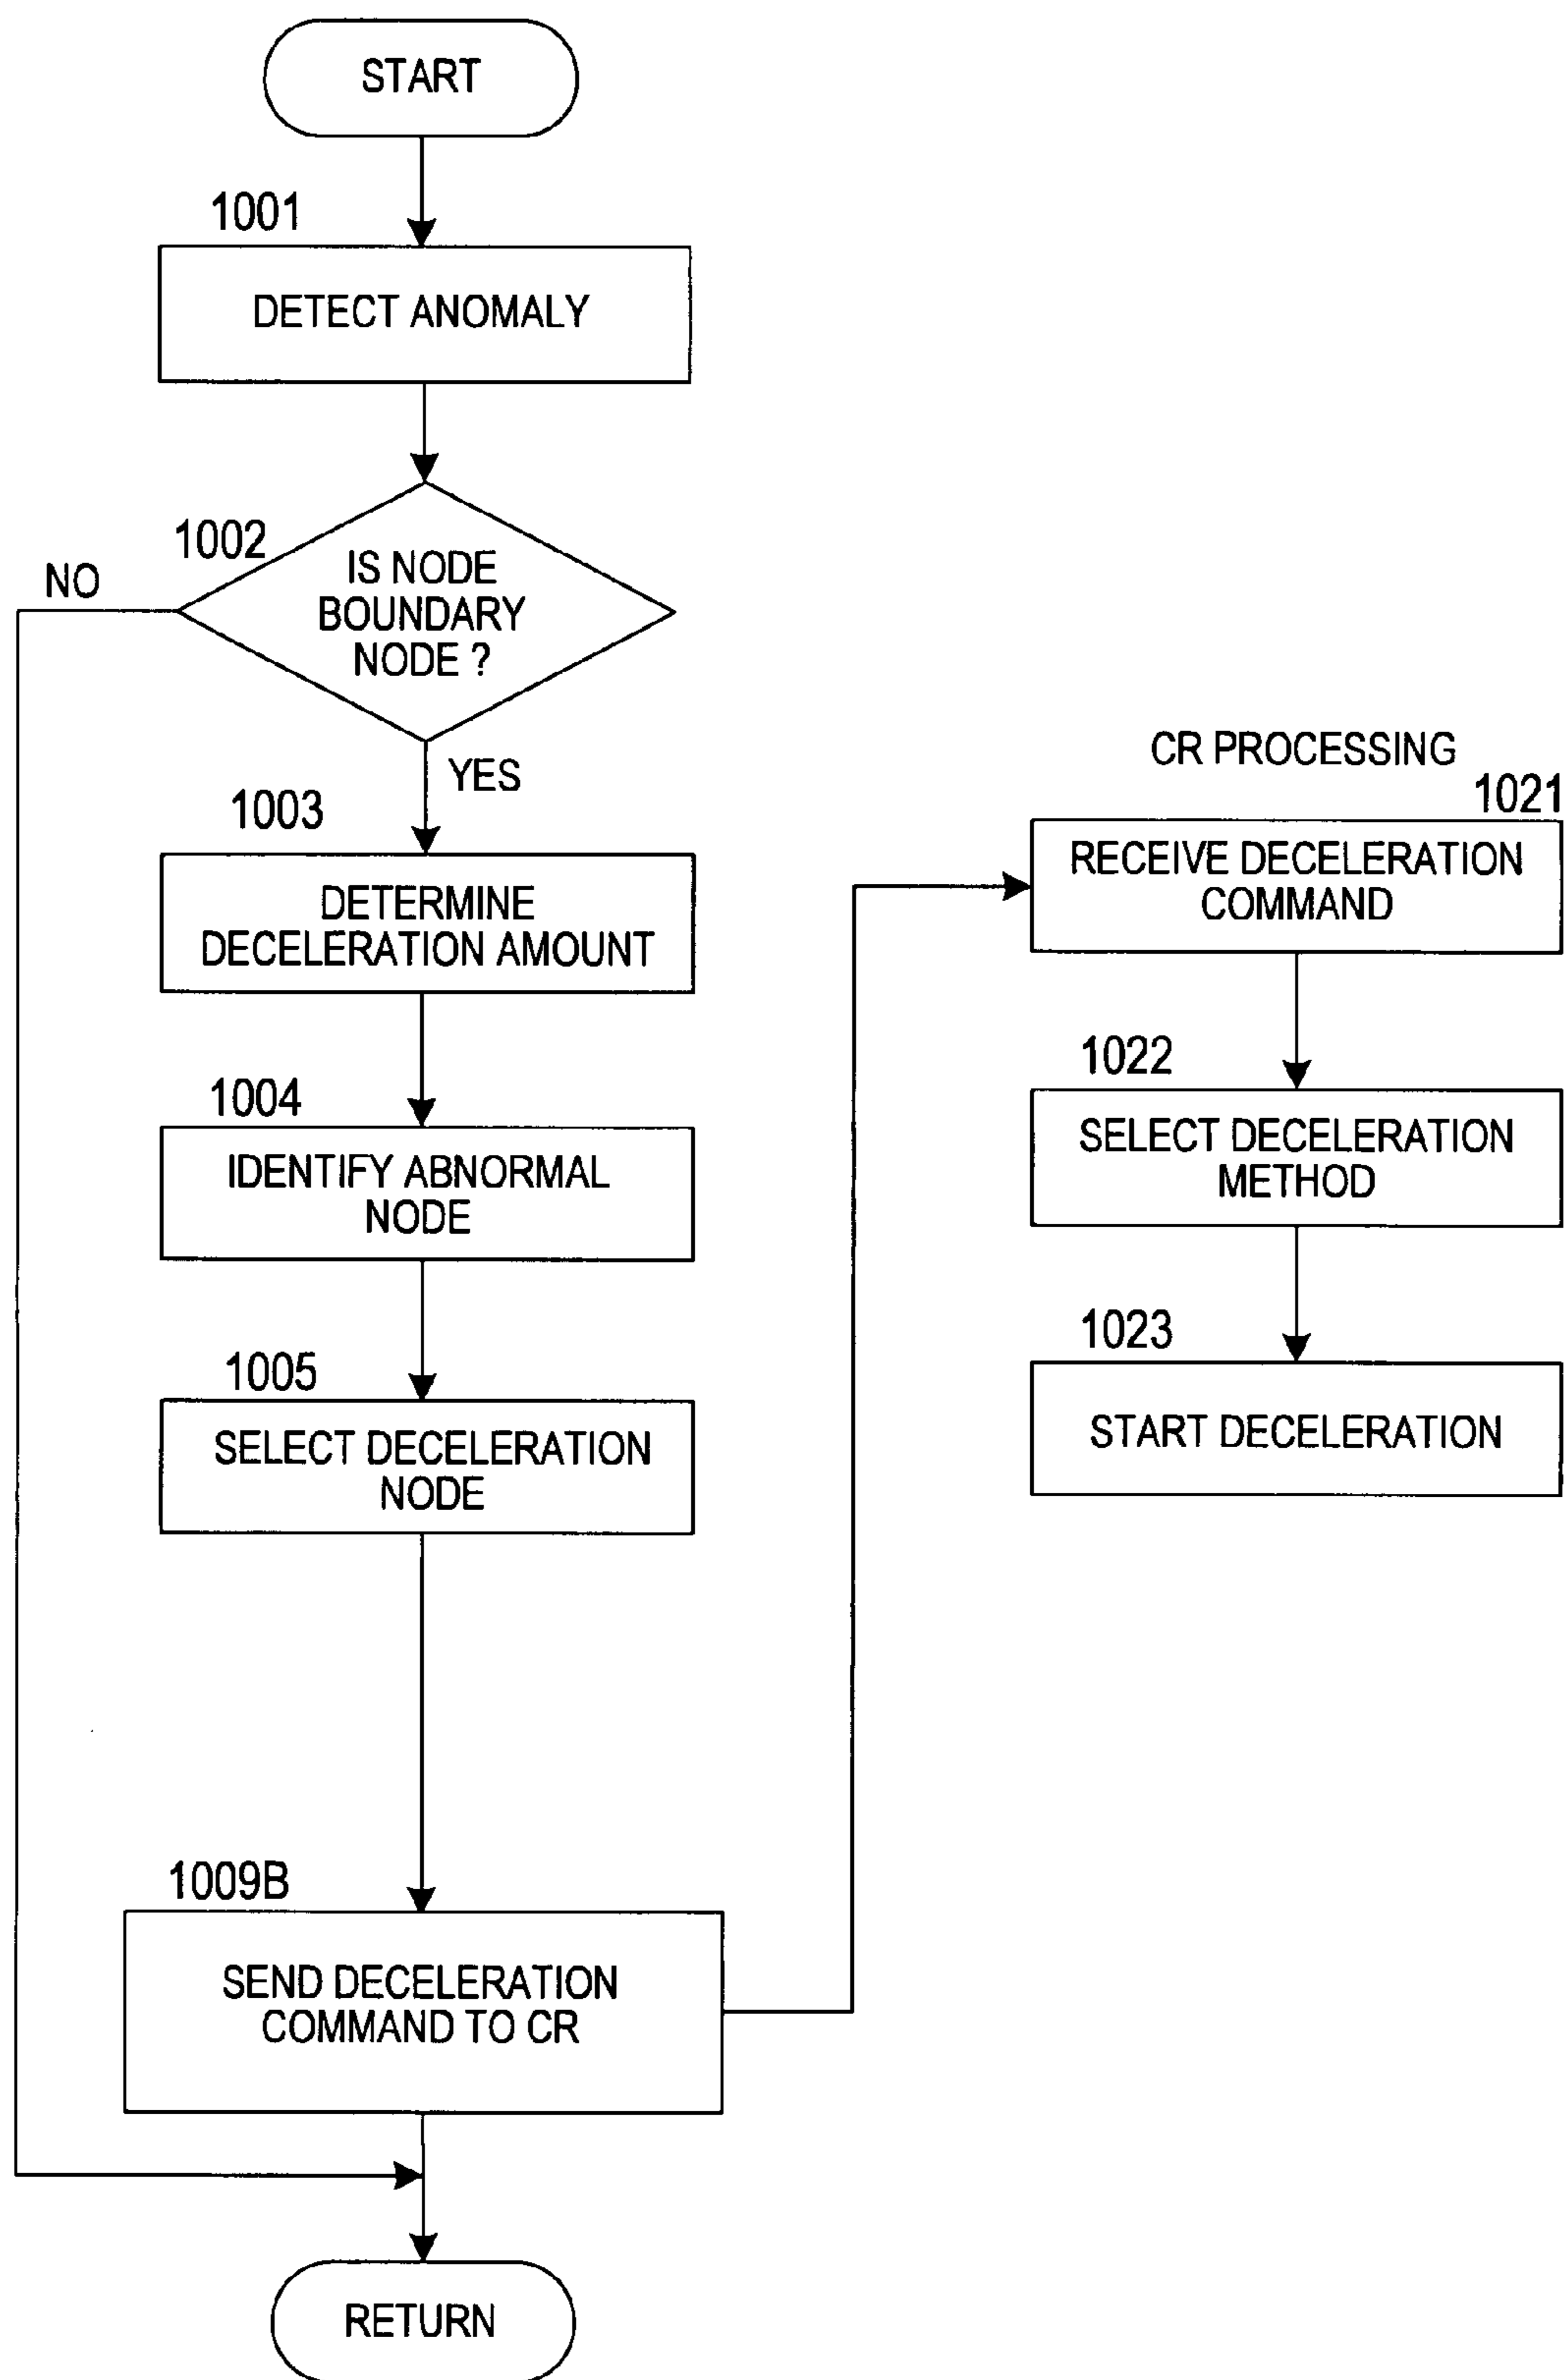 START
1001
DETECT ANOMALY
1002
NO
IS NODE
BOUNDARY
NODE ?
YES
1003
DETERMINE
DECELERATION AMOUNT
1004
IDENTIFY ABNORMAL
NODE
1005
SELECT DECELERATION
NODE
1009B
SEND DECELERATION
COMMAND TO CR
RETURN
CR PROCESSING
1021
RECEIVE DECELERATION
COMMAND
1022
SELECT DECELERATION
METHOD
1023
START DECELERATION